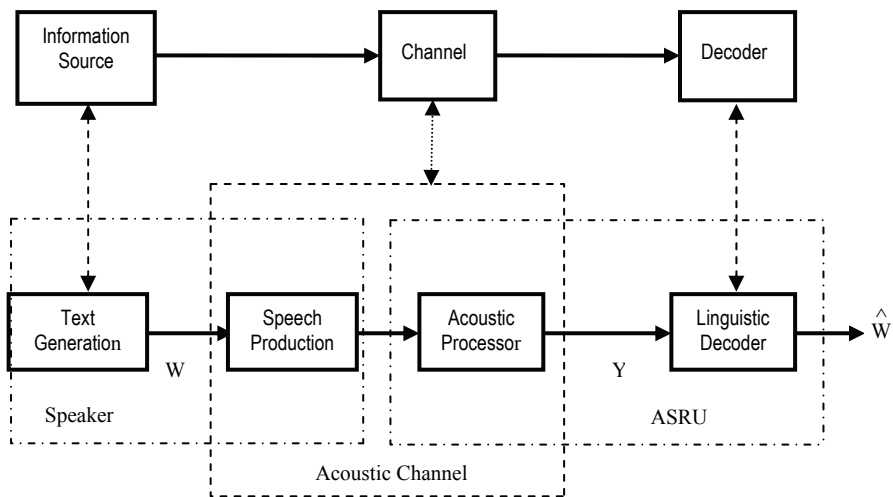 Information
Source
Channel
Decoder
Text
Generation
Speech
Production
Acoustic
Processor
Linguistic
Decoder
^
W
W
Y
Speaker
ASRU
Acoustic Channel